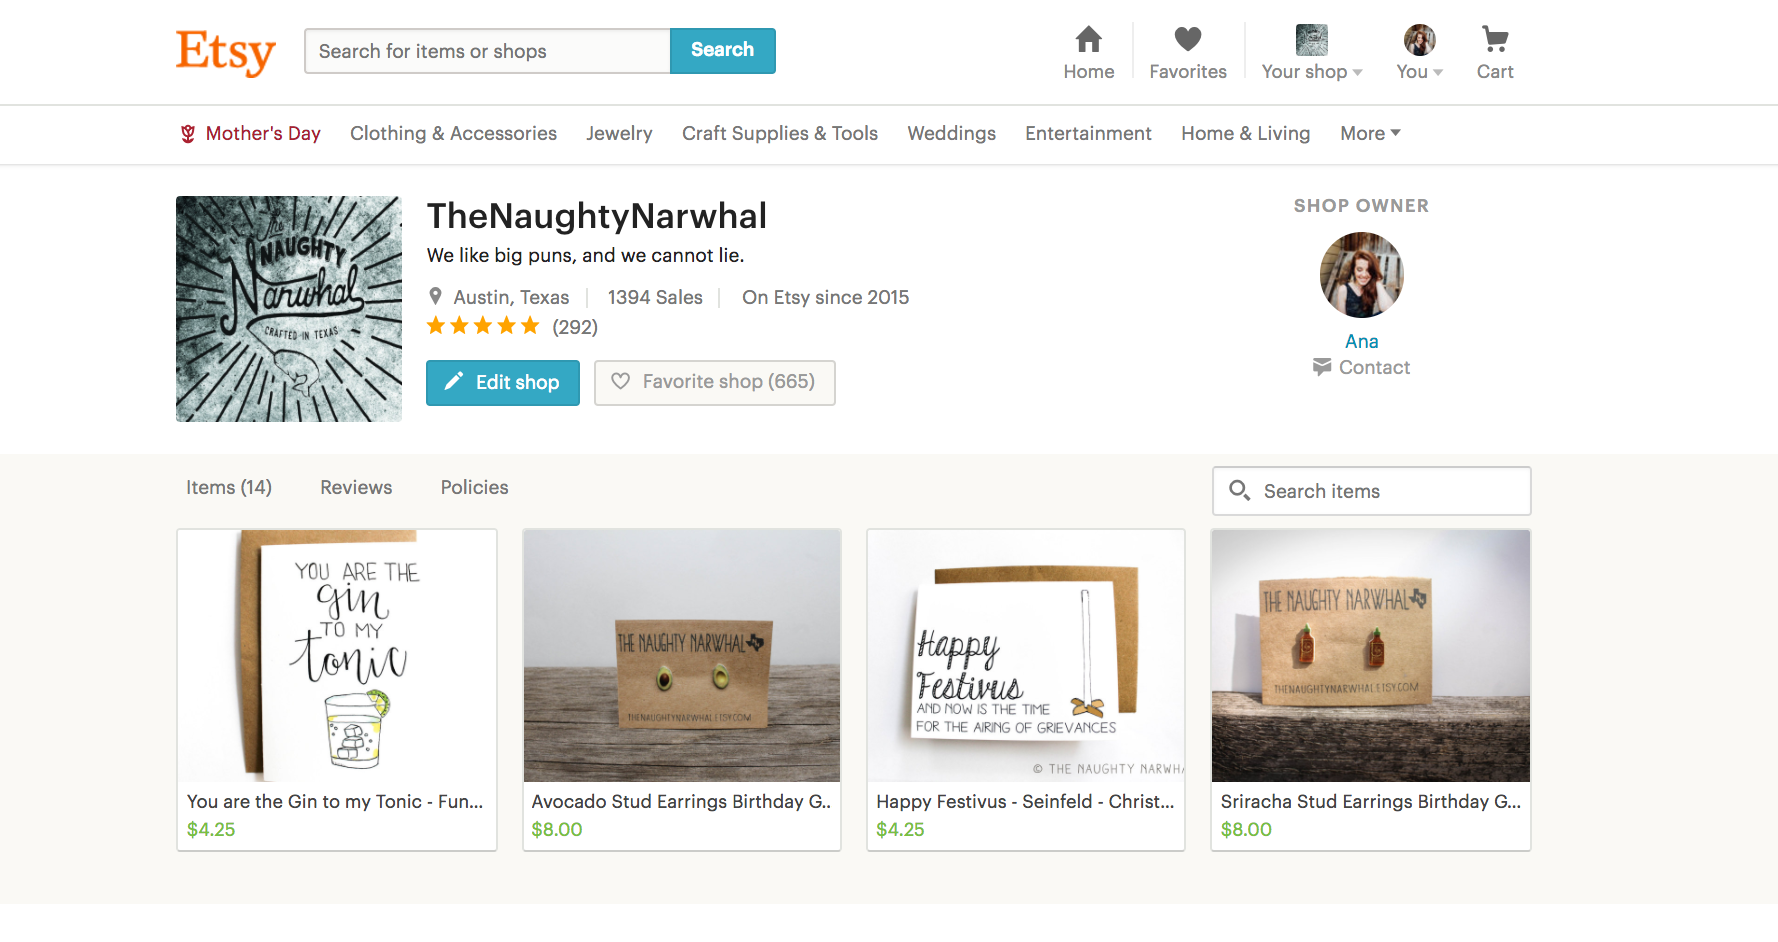 Etsy
Search for items or shops
Search
Home
Favorites
Your shop
You
Cart
Mother's Day
Clothing & Accessories
Jewelry
Craft Supplies & Tools
Weddings
Entertainment
Home & Living
More
The
NAUGHTY
Narwhal
CRAFTED IN TEXAS
TheNaughtyNarwhal
We like big puns, and we cannot lie.
Austin, Texas
1394 Sales
On Etsy since 2015
(292)
Edit shop
Favorite shop (665)
SHOP OWNER
Ana
Contact
Items (14)
Reviews
Policies
Search items
YOU ARE THE
gin
TO MY
tonic
You are the Gin to my Tonic - Fun...
$4.25
THE NAUGHTY NARWHAL
THENAUGHTYNARWHAL.ETSY.COM
Avocado Stud Earrings Birthday G..
$8.00
Happy
Festivus
AND NOW IS THE TIME
FOR THE AIRING OF GRIEVANCES
© THE NAUGHTY NARWH
Happy Festivus - Seinfeld - Christ...
$4.25
THE NAUGHTY NARWHAL
THENAUGHTYNARWHAL.ETSY.COM
Sriracha Stud Earrings Birthday G...
$8.00